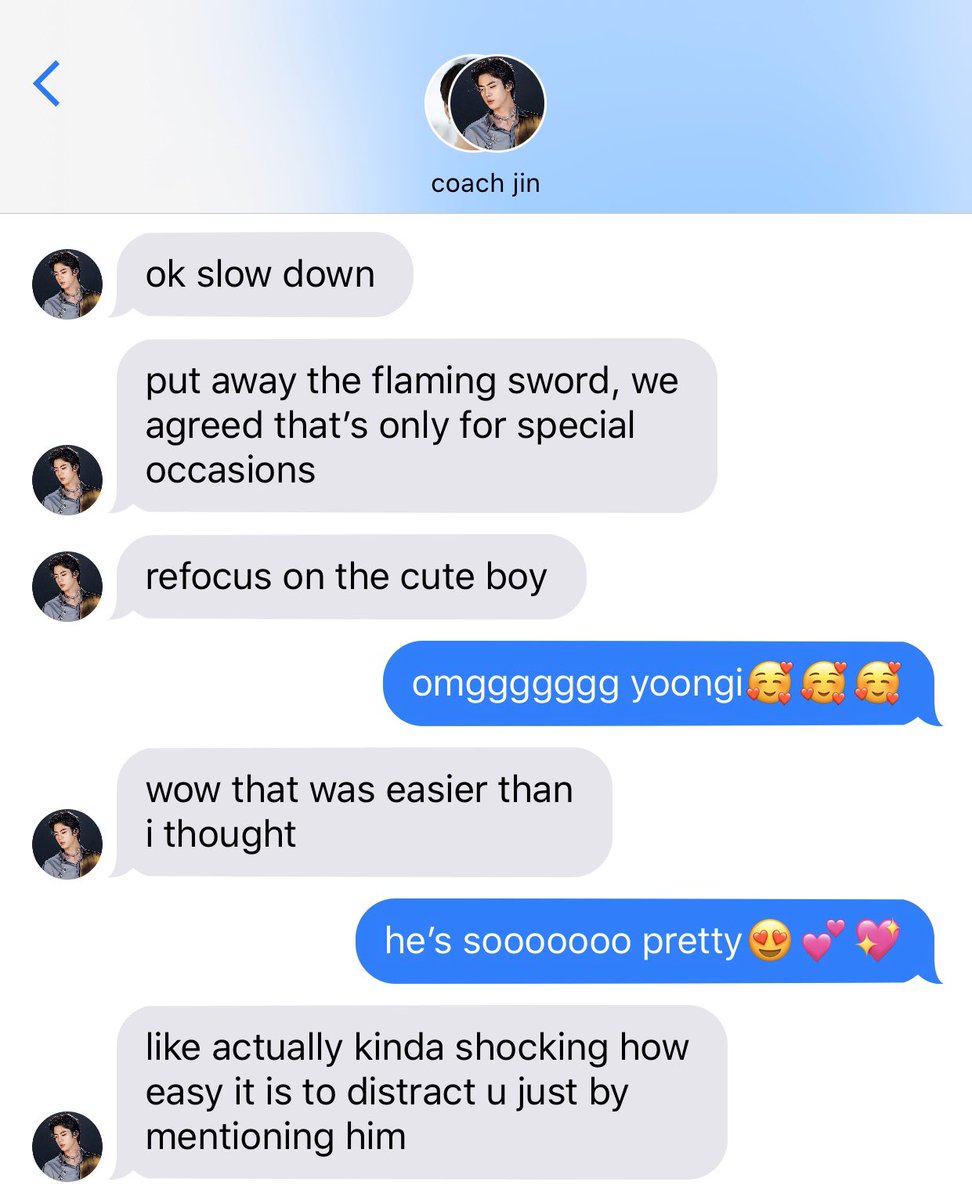 coach jin
ok slow down
put away the flaming sword, we
agreed that’s only for special
occasions
refocus on the cute boy
omggggggg yoongi🥰🥰🥰
wow that was easier than
i thought
he’s sooooooo pretty😍💕💖
like actually kinda shocking how
easy it is to distract u just by
mentioning him